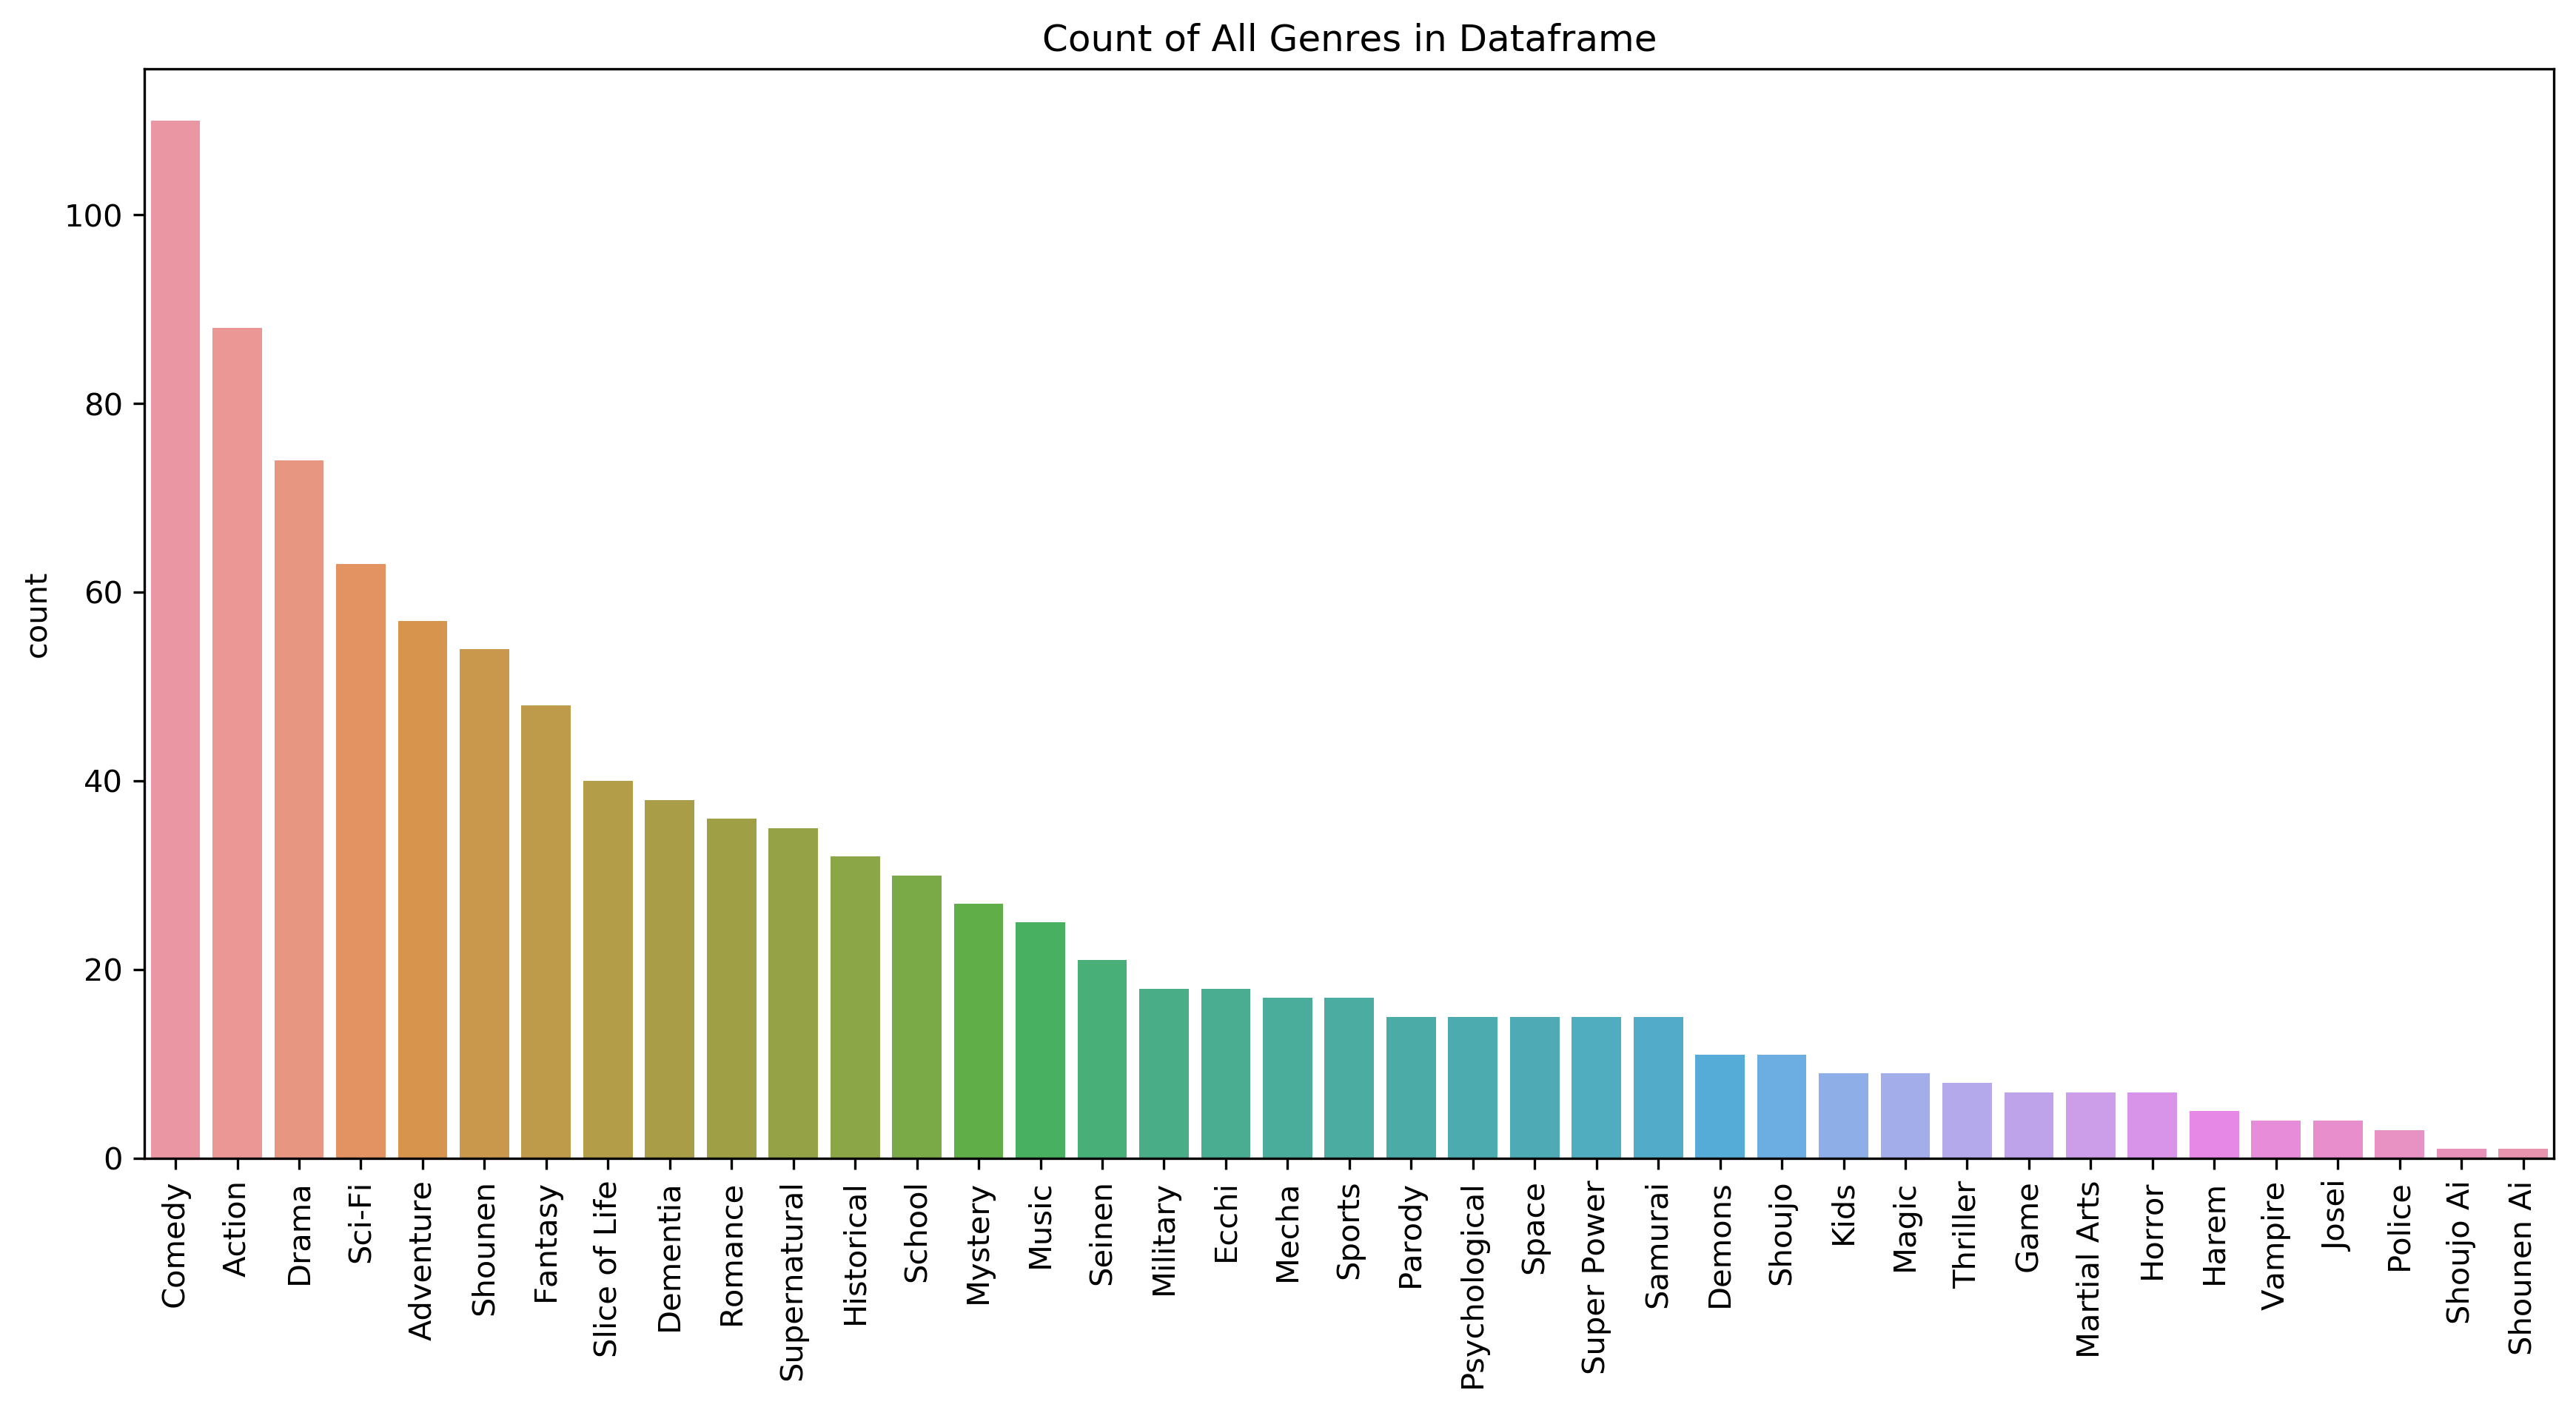 Count of All Genres in Dataframe
count
100
80
60
40
20
0
Comedy
Action
Drama
Sci-Fi
Adventure
Shounen
Fantasy
Slice of Life
Dementia
Romance
Supernatural
Historical
School
Mystery
Music
Seinen
Military
Ecchi
Mecha
Sports
Parody
Psychological
Space
Super Power
Samurai
Demons
Shoujo
Kids
Magic
Thriller
Game
Martial Arts
Horror
Harem
Vampire
Josei
Police
Shoujo Ai
Shounen Ai